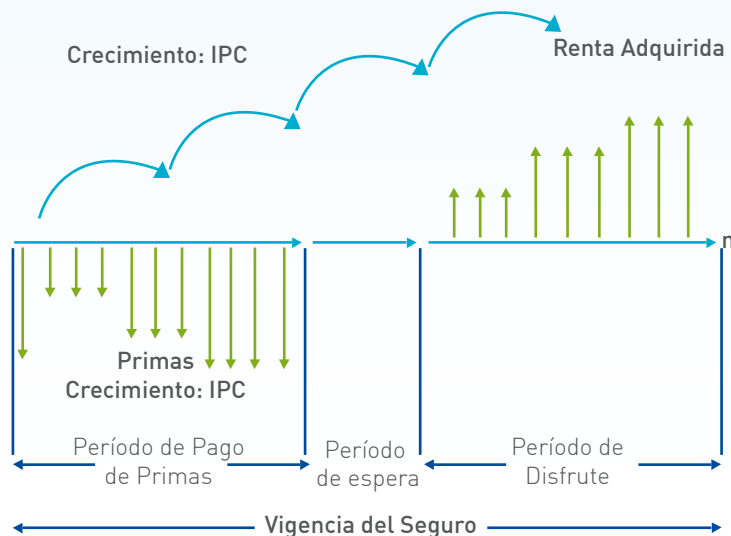 Crecimiento: IPC
Renta Adquirida
n
Primas
Crecimiento: IPC
Período de Pago
de Primas
Período
de espera
Período de
Disfrute
Vigencia del Seguro